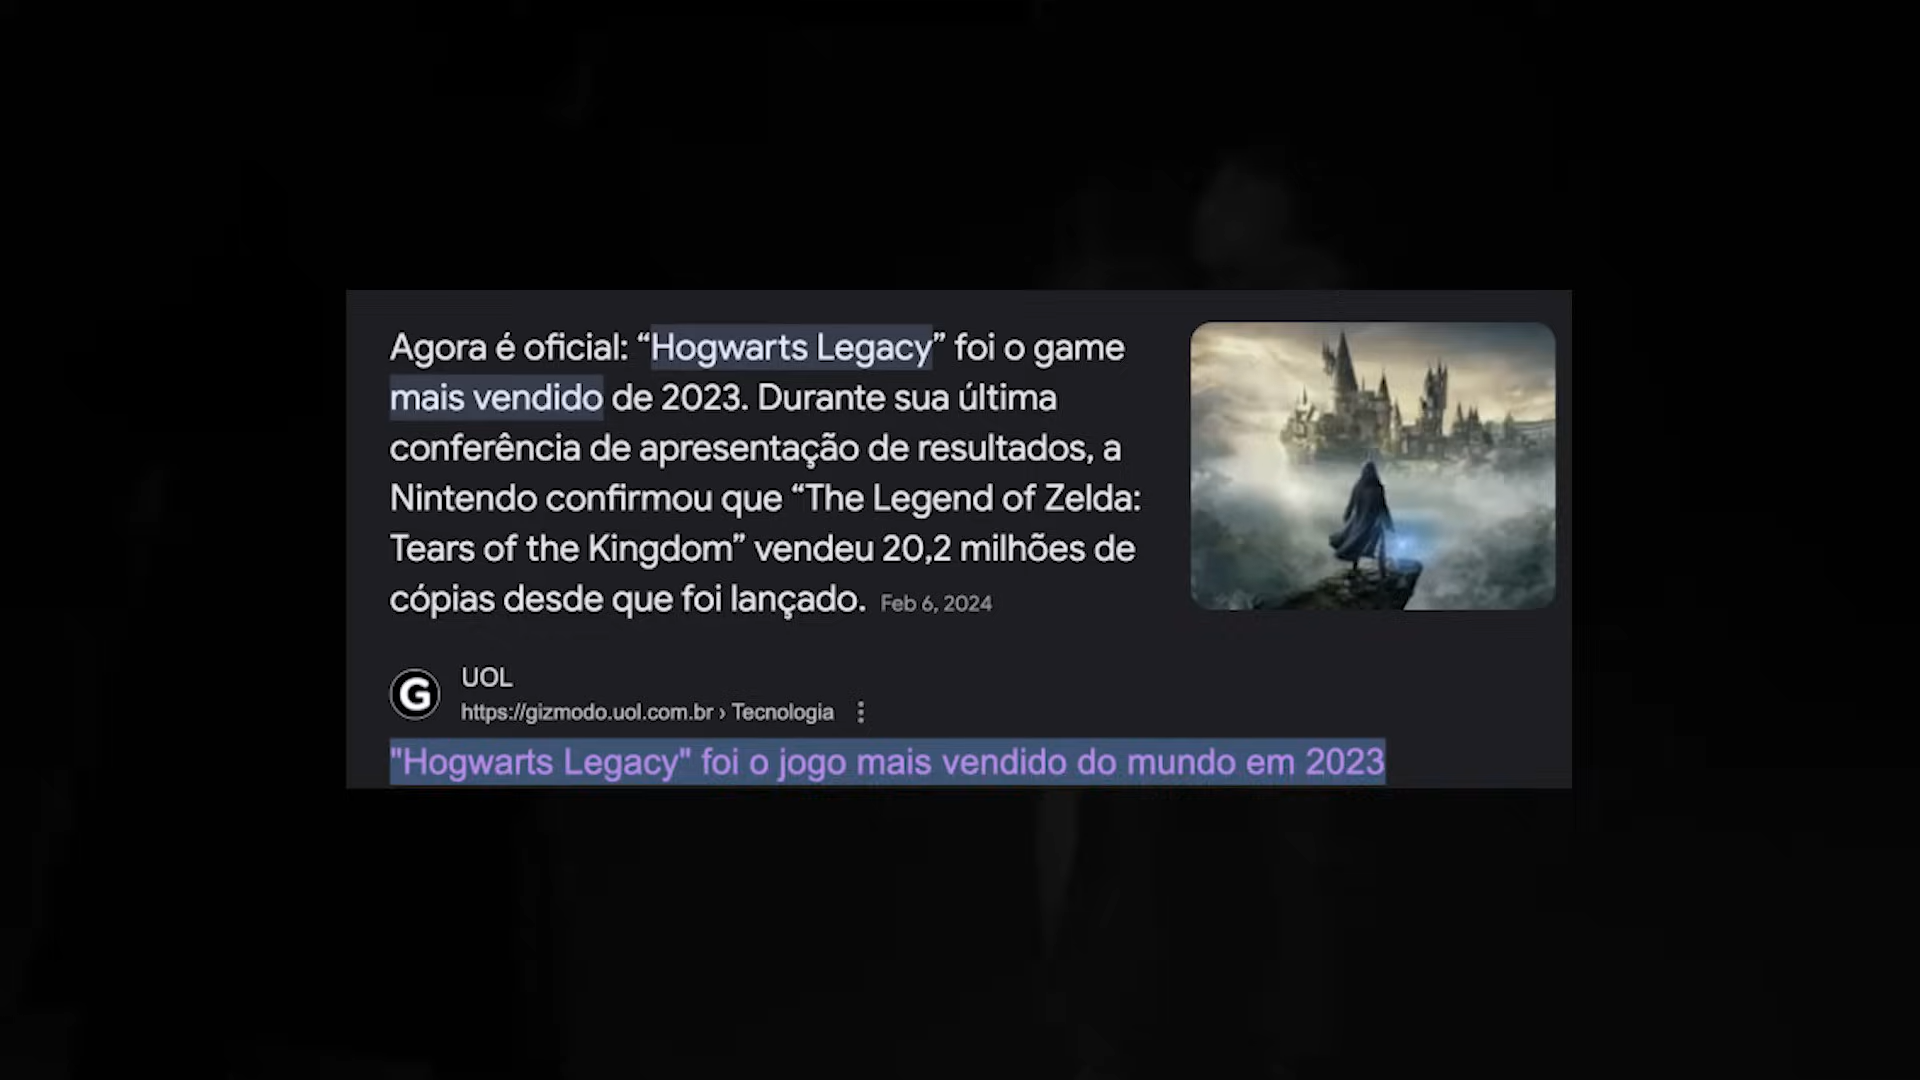 Agora é oficial: “Hogwarts Legacy” foi o game
mais vendido de 2023. Durante sua última
conferência de apresentação de resultados, a
Nintendo confirmou que “The Legend of Zelda:
Tears of the Kingdom” vendeu 20,2 milhões de
cópias desde que foi lançado. Feb 6, 2024
G
UOL
https://gizmodo.uol.com.br › Tecnologia
"Hogwarts Legacy" foi o jogo mais vendido do mundo em 2023